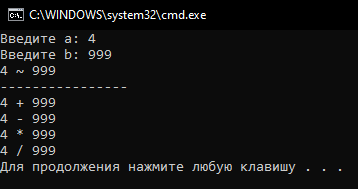 C:\WINDOWS\system32\cmd.exe
Введите a: 4
Введите b: 999
4 ~ 999
----------------
4 + 999
4 - 999
4 * 999
4 / 999
Для продолжения нажмите любую клавишу . . .